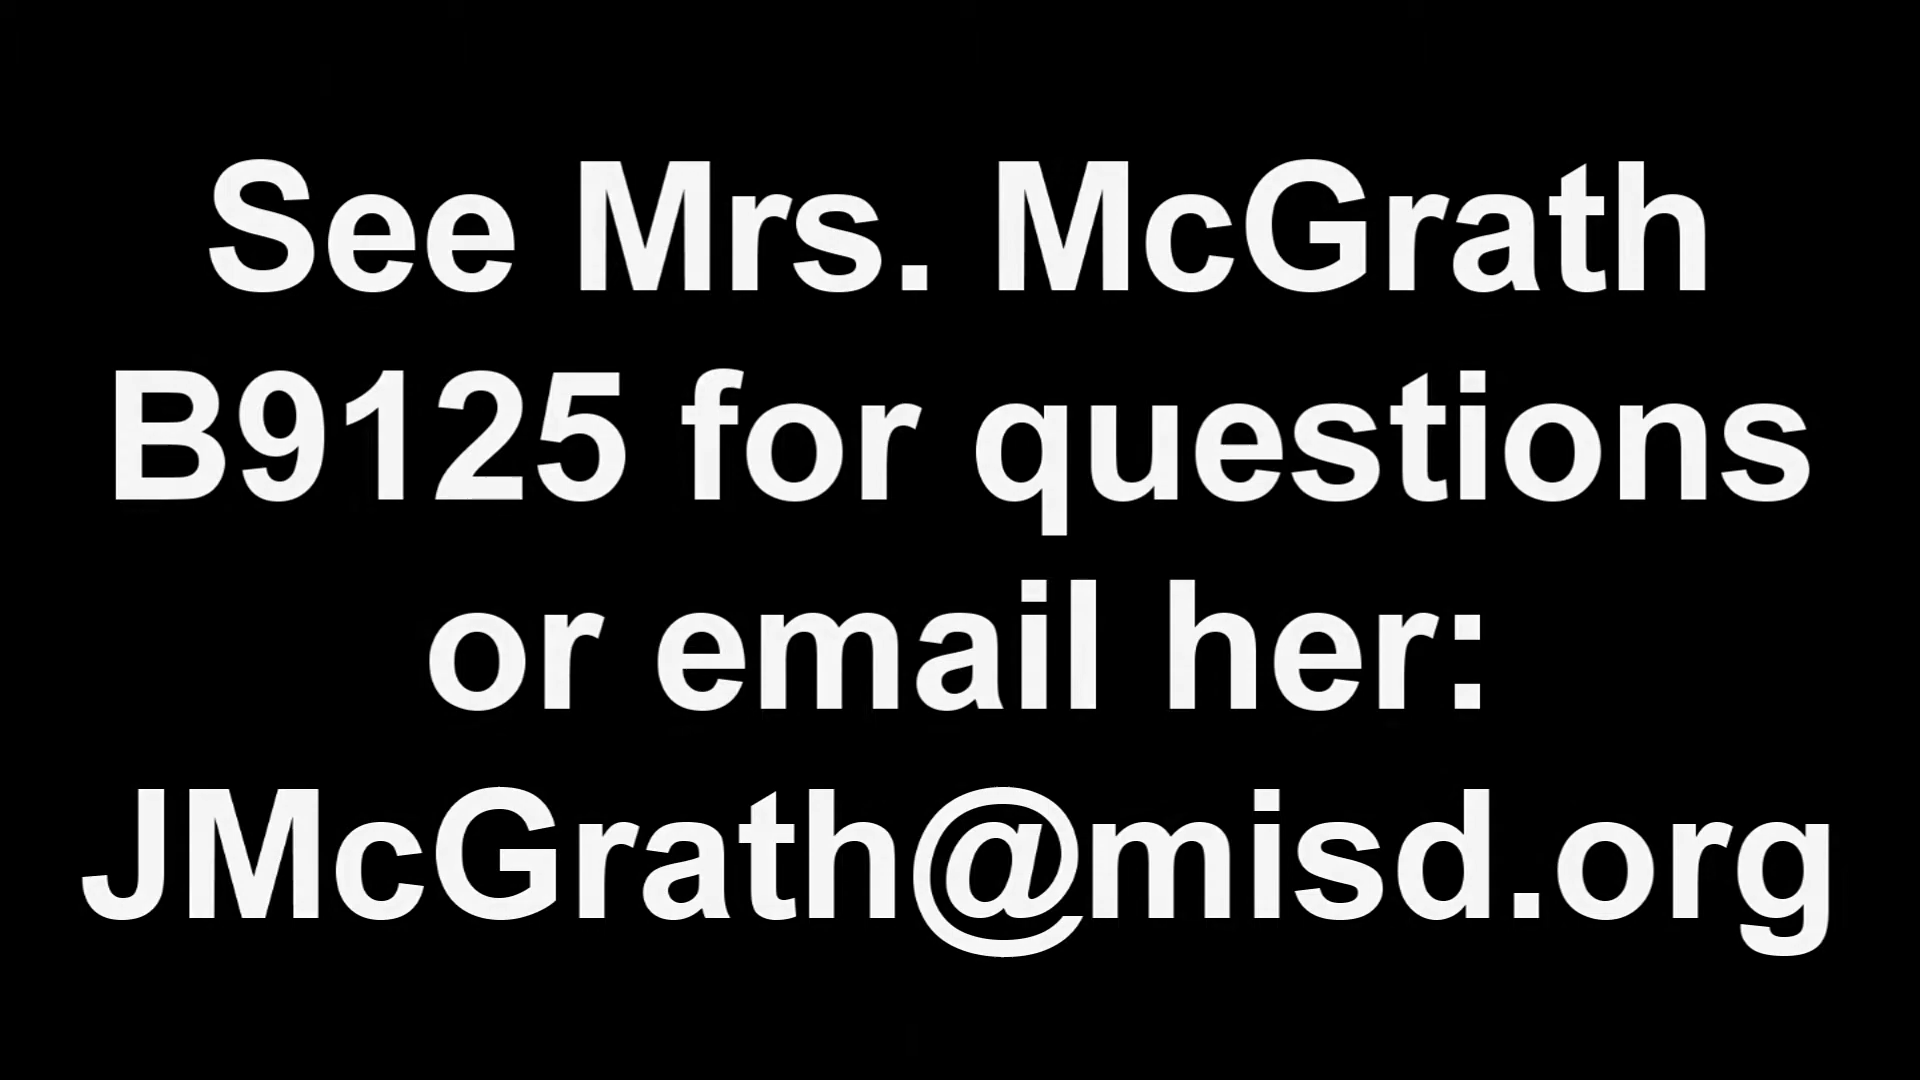 See Mrs. McGrath
B9125 for questions
or email her:
JMcGrath@misd.org